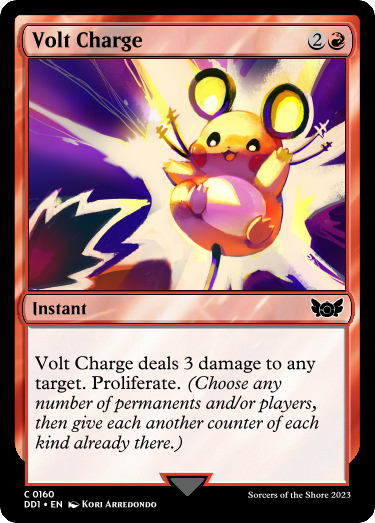 Volt Charge 2
Instant
Volt Charge deals 3 damage to any
target. Proliferate. (Choose any
number of permanents and/or players,
then give each another counter of each
kind already there.)
C 0160
DD1 • EN Kori Arredondo
Sorcers of the Shore 2023